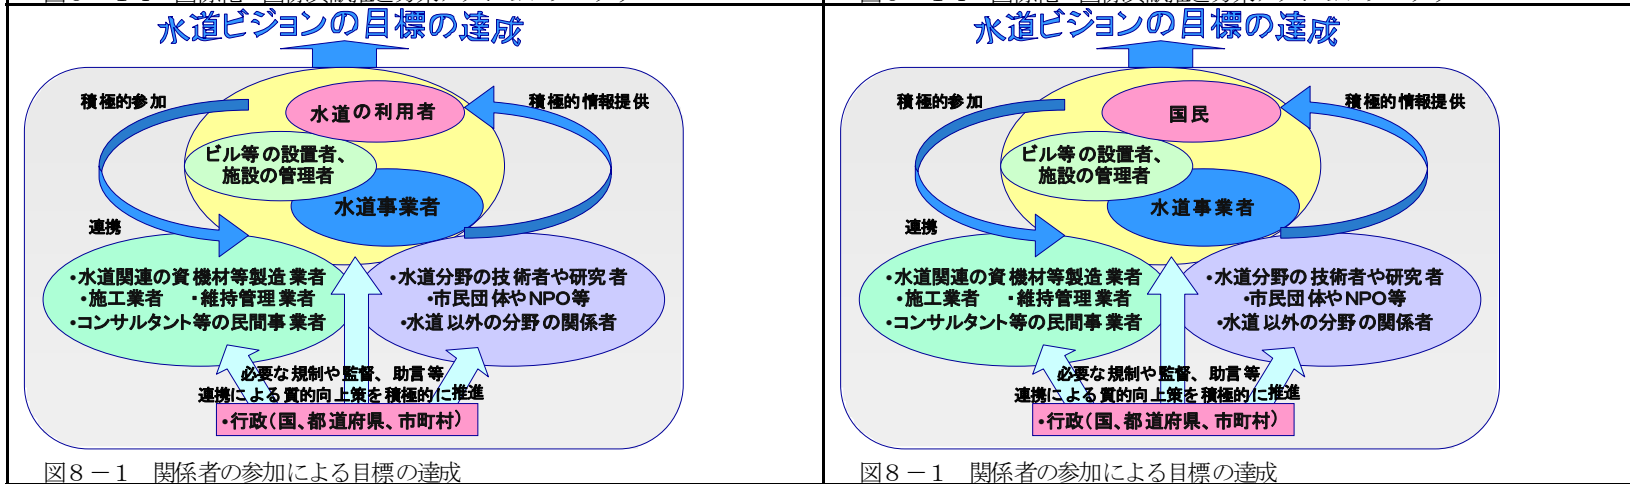 水道ビジョンの目標の達成
積極的参加
水道の利用者
積極的情報提供
ビル等の設置者、
施設の管理者
水道事業者
連携
・水道関連の資機材等製造業者
・施工業者 ・維持管理業者
・コンサルタント等の民間事業者
・水道分野の技術者や研究者
・市民団体やNPO等
・水道以外の分野の関係者
必要な規制や監督、助言等
連携による質的向上策を積極的に推進
・行政(国、都道府県、市町村)
図8-1 関係者の参加による目標の達成
水道ビジョンの目標の達成
積極的参加
国民
積極的情報提供
ビル等の設置者、
施設の管理者
水道事業者
連携
・水道関連の資機材等製造業者
・施工業者 ・維持管理業者
・コンサルタント等の民間事業者
・水道分野の技術者や研究者
・市民団体やNPO等
・水道以外の分野の関係者
必要な規制や監督、助言等
連携による質的向上策を積極的に推進
・行政(国、都道府県、市町村)
図8-1 関係者の参加による目標の達成